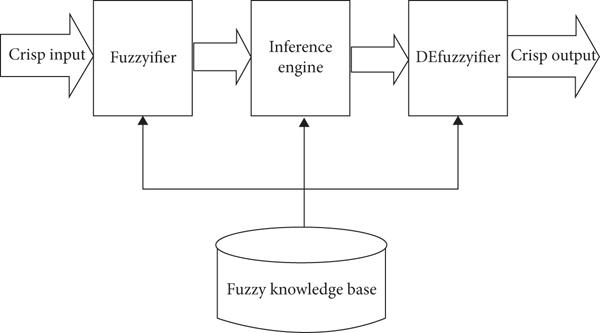 Crisp input
Fuzzyifier
Inference
engine
DEfuzzyifier
Crisp output
Fuzzy knowledge base